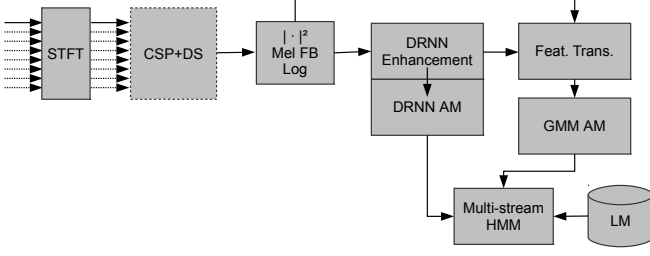 STFT
CSP+DS
| · |²
Mel FB
Log
DRNN
Enhancement
DRNN AM
Feat. Trans.
GMM AM
Multi-stream
HMM
LM